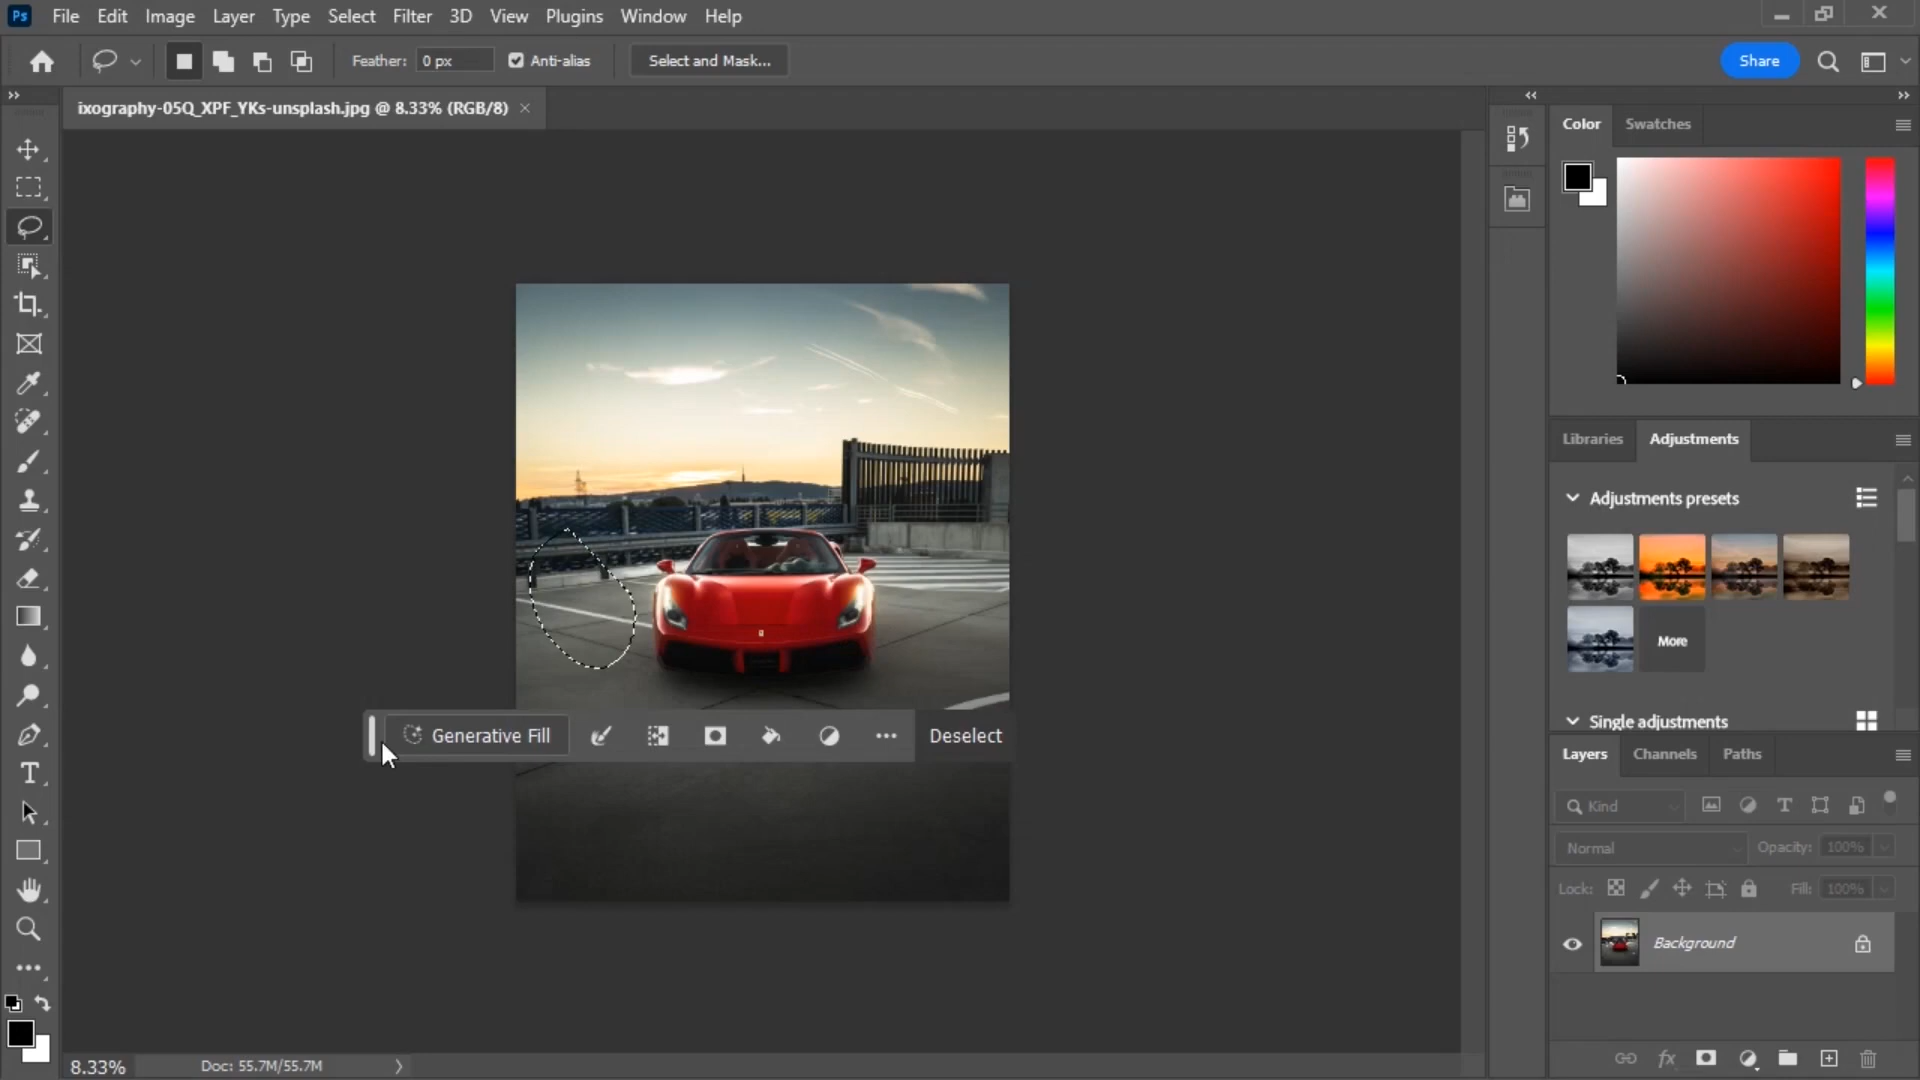 Ps File Edit Image Layer Type Select Filter 3D View Plugins Window Help
Feather: 0 px Anti-alias Select and Mask... Share
ixography-05Q_XPF_YKs-unsplash.jpg @ 8.33% (RGB/8)
Color Swatches
Libraries Adjustments
Adjustments presets
More
Single adjustments
Generative Fill Deselect
Layers Channels Paths
Kind
Normal Opacity: 100%
Lock: Fill: 100%
Background
T
fx
8.33% Doc: 55.7M/55.7M